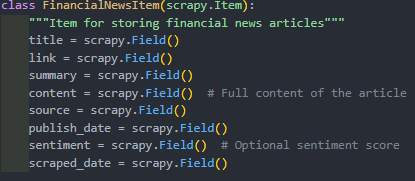 class FinancialNewsItem(scrapy.Item):
    """Item for storing financial news articles"""
    title = scrapy.Field()
    link = scrapy.Field()
    summary = scrapy.Field()
    content = scrapy.Field()  # Full content of the article
    source = scrapy.Field()
    publish_date = scrapy.Field()
    sentiment = scrapy.Field()  # Optional sentiment score
    scraped_date = scrapy.Field()